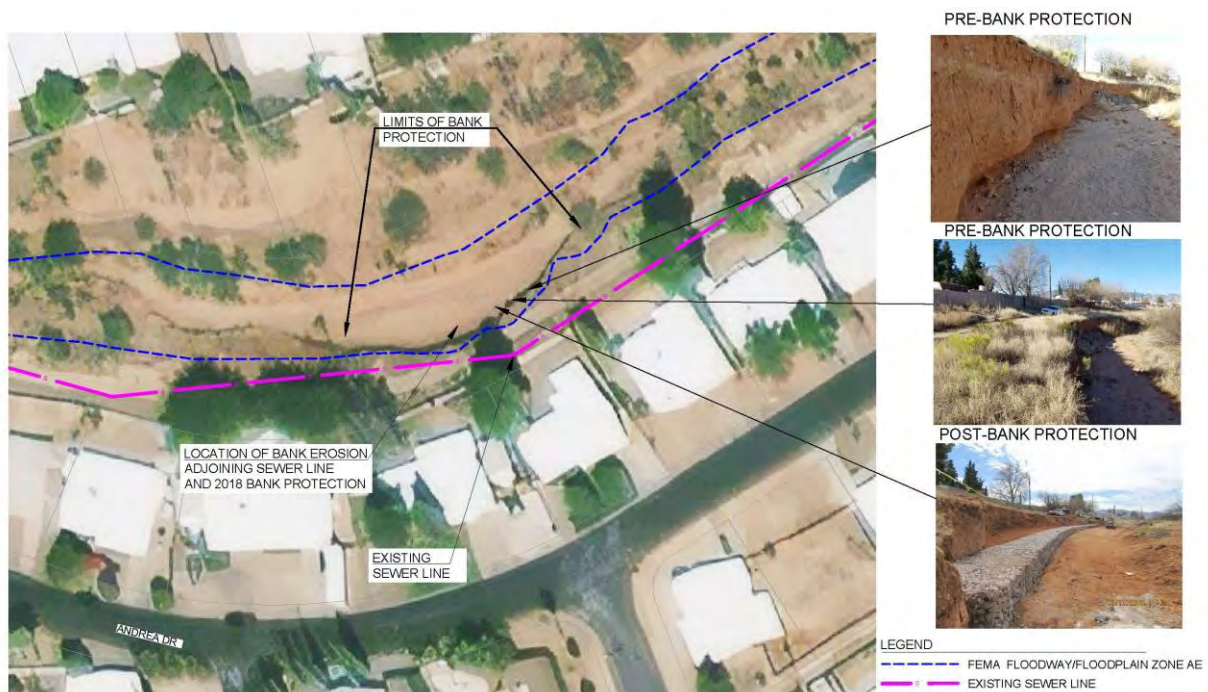 PRE-BANK PROTECTION
LIMITS OF BANK
PROTECTION
PRE-BANK PROTECTION
POST-BANK PROTECTION
LOCATION OF BANK EROSION
ADJOINING SEWER LINE
AND 2018 BANK PROTECTION
EXISTING
SEWER LINE
ANDREA DR
LEGEND
FEMA FLOODWAY/FLOODPLAIN ZONE AE
S EXISTING SEWER LINE